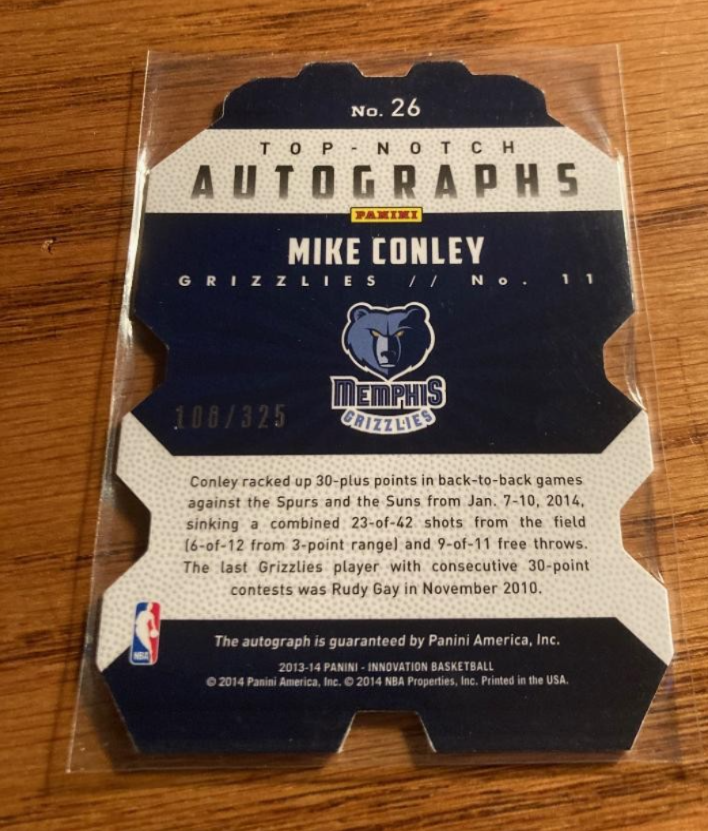 No. 26
TOP-NOTCH
AUTOGRAPHS
PANINI
MIKE CONLEY
GRIZZLIES // No. 11
MEMPHIS
GRIZZLIES
108/325
Conley racked up 30-plus points in back-to-back games
against the Spurs and the Suns from Jan. 7-10, 2014,
sinking a combined 23-of-42 shots from the field
(6-of-12 from 3-point range) and 9-of-11 free throws.
The last Grizzlies player with consecutive 30-point
contests was Rudy Gay in November 2010.
NBA
The autograph is guaranteed by Panini America, Inc.
2013-14 PANINI - INNOVATION BASKETBALL
© 2014 Panini America, Inc. © 2014 NBA Properties, Inc. Printed in the USA.